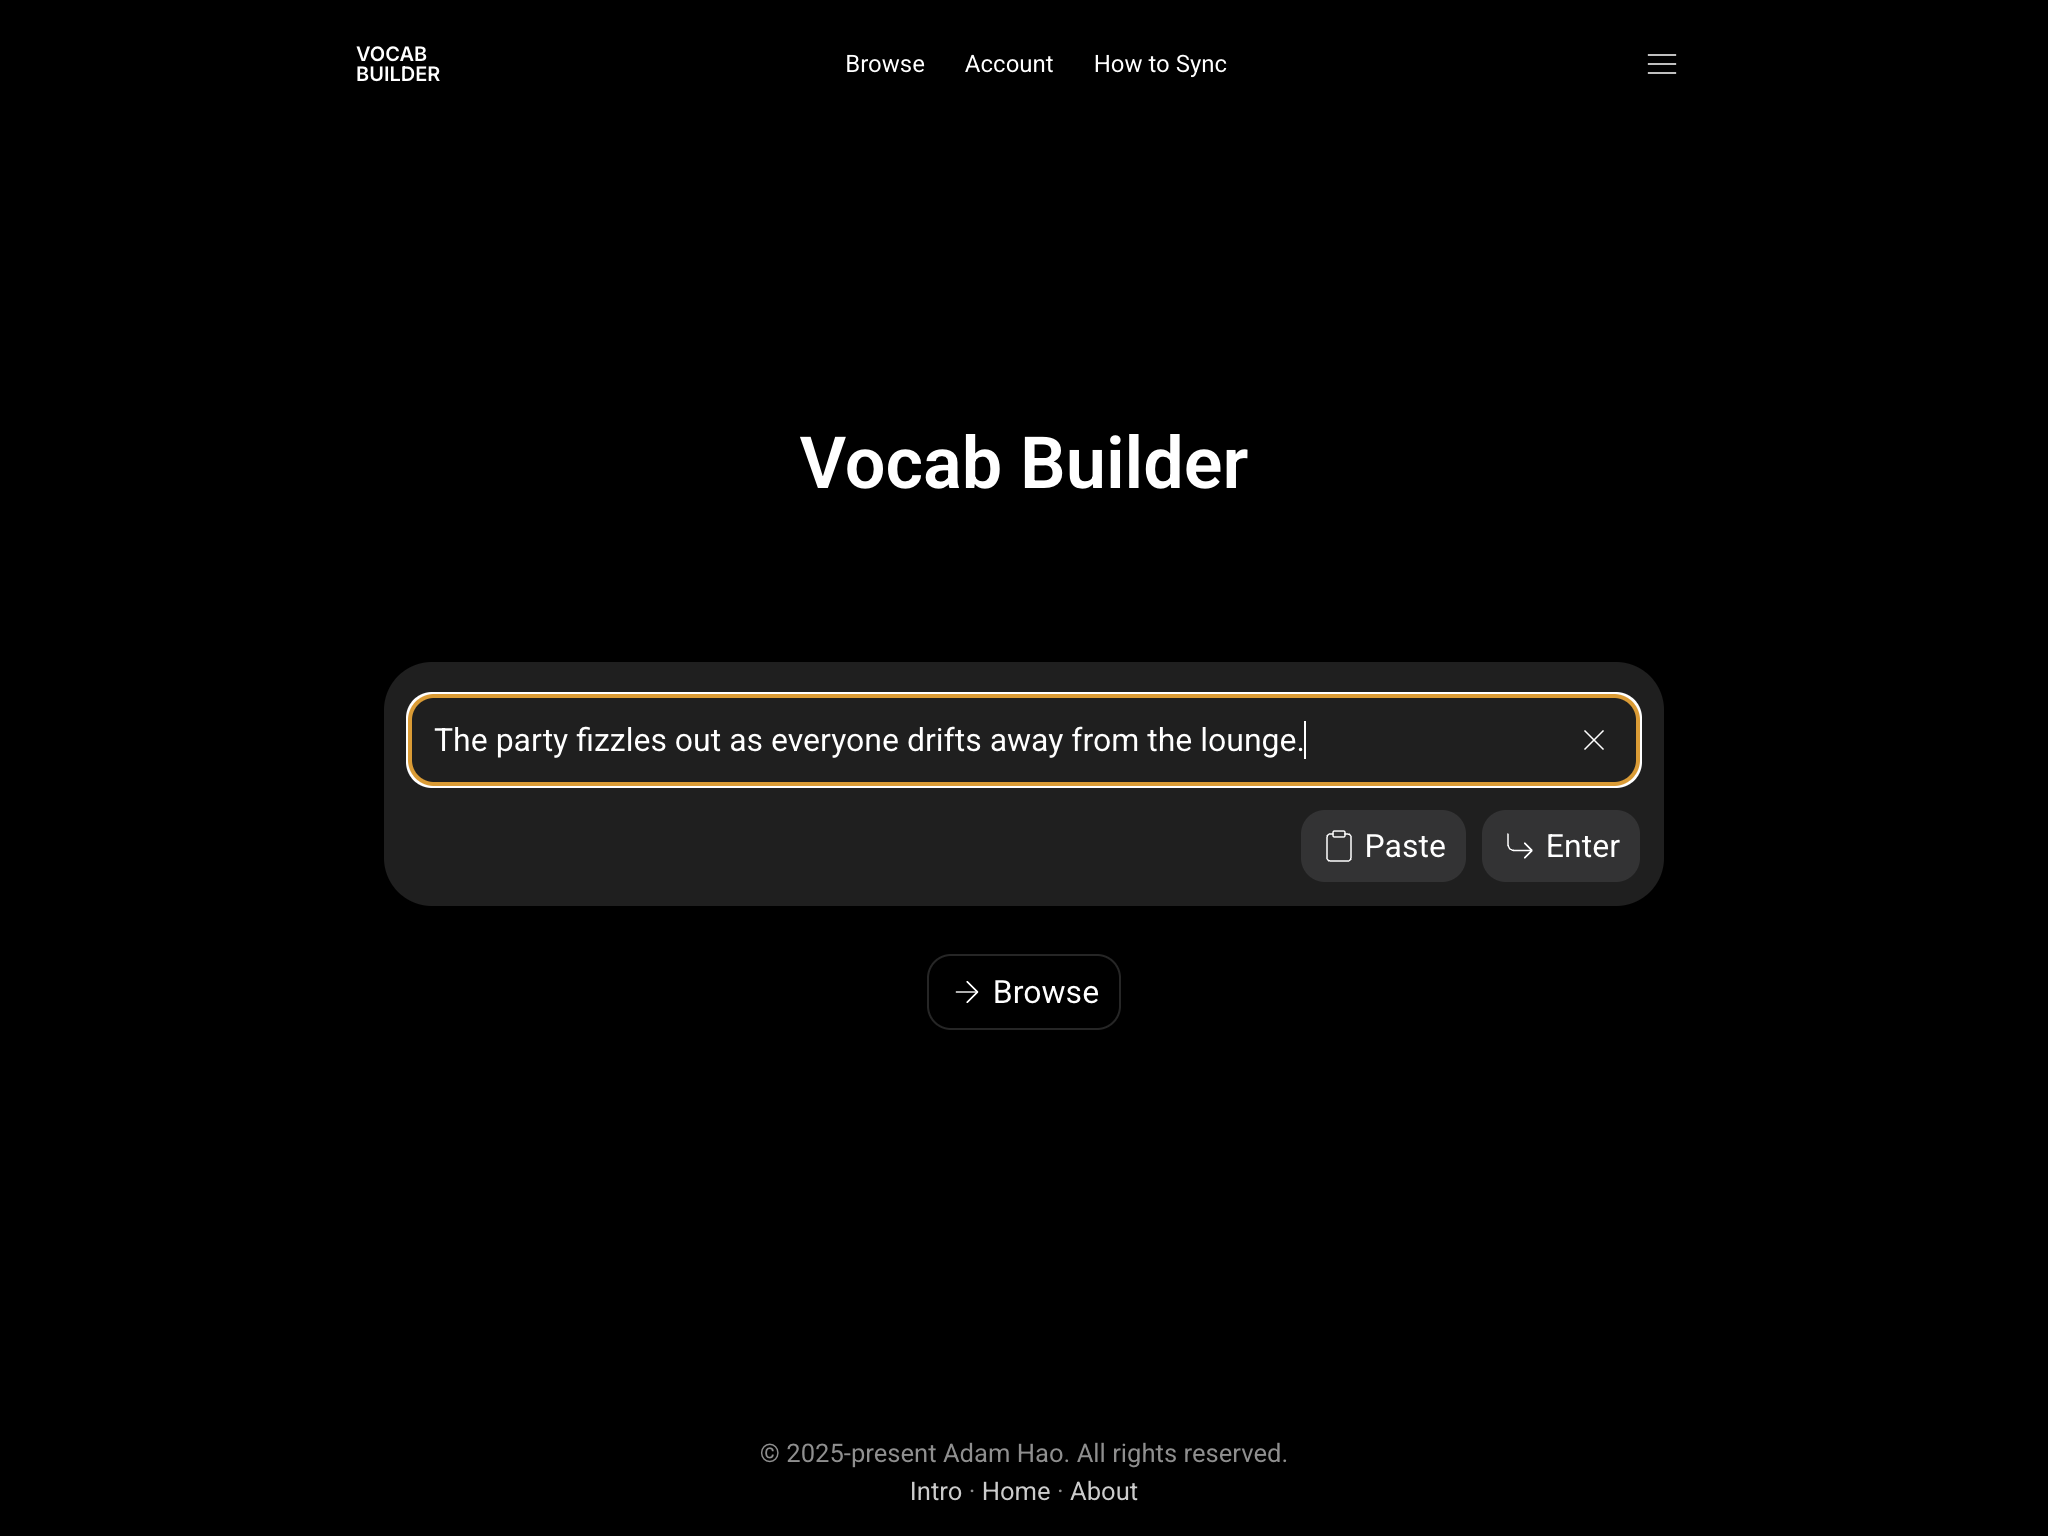 VOCAB
BUILDER
Browse
Account
How to Sync
Vocab Builder
The party fizzles out as everyone drifts away from the lounge.
Paste
Enter
Browse
© 2025-present Adam Hao. All rights reserved.
Intro · Home · About